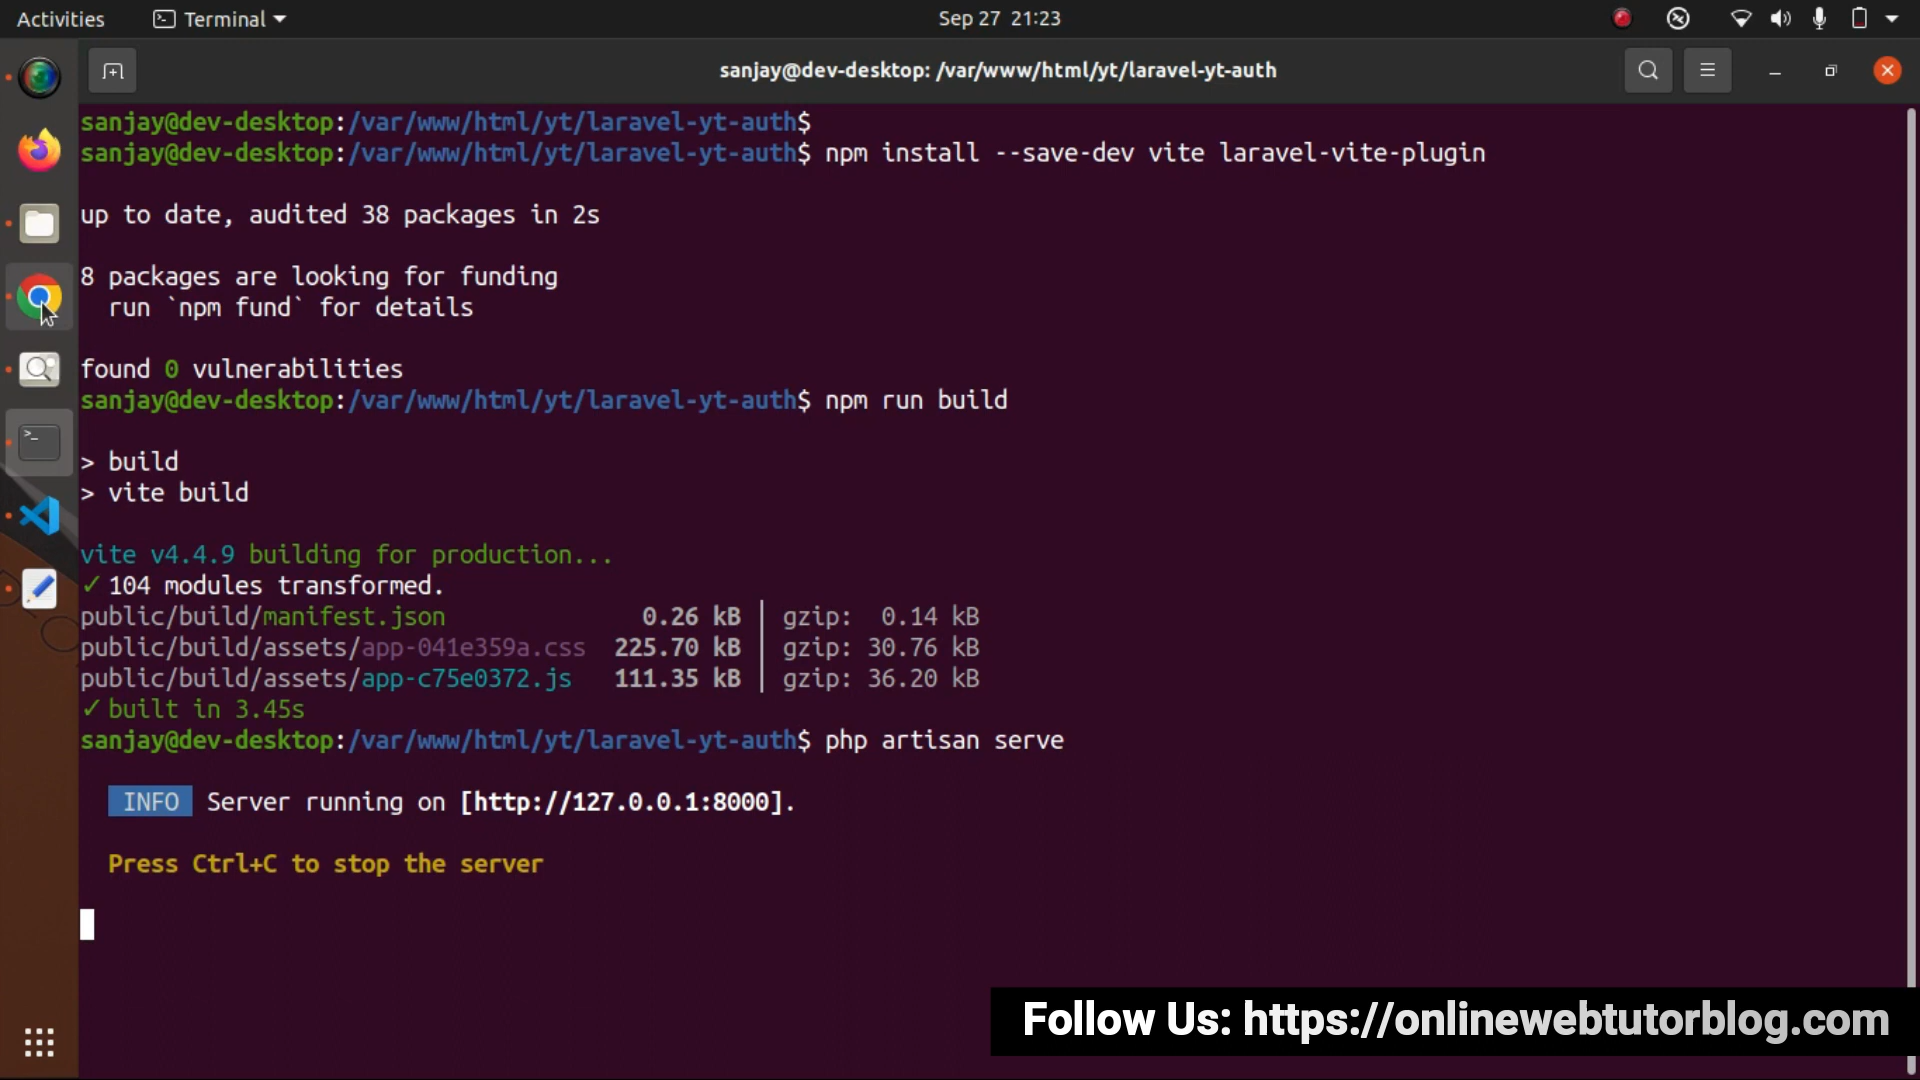 Activities Terminal Sep 27 21:23
sanjay@dev-desktop: /var/www/html/yt/laravel-yt-auth
sanjay@dev-desktop:/var/www/html/yt/laravel-yt-auth$
sanjay@dev-desktop:/var/www/html/yt/laravel-yt-auth$ npm install --save-dev vite laravel-vite-plugin
up to date, audited 38 packages in 2s
8 packages are looking for funding
run `npm fund` for details
found 0 vulnerabilities
sanjay@dev-desktop:/var/www/html/yt/laravel-yt-auth$ npm run build
> build
> vite build
vite v4.4.9 building for production...
✓ 104 modules transformed.
public/build/manifest.json 0.26 kB │ gzip: 0.14 kB
public/build/assets/app-041e359a.css 225.70 kB │ gzip: 30.76 kB
public/build/assets/app-c75e0372.js 111.35 kB │ gzip: 36.20 kB
✓ built in 3.45s
sanjay@dev-desktop:/var/www/html/yt/laravel-yt-auth$ php artisan serve
INFO Server running on [http://127.0.0.1:8000].
Press Ctrl+C to stop the server
Follow Us: https://onlinewebtutorblog.com